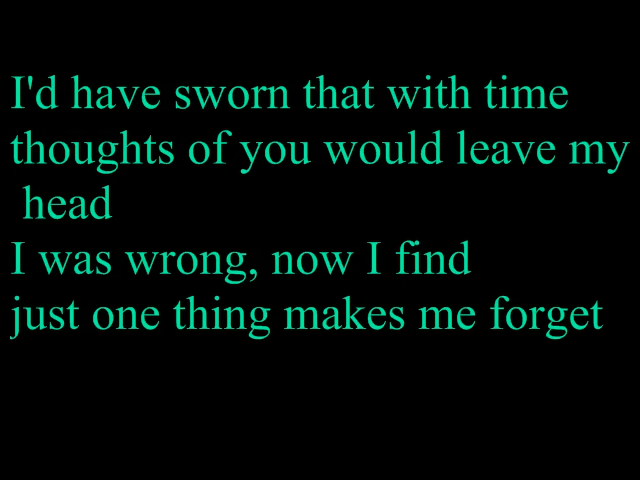 I'd have sworn that with time
thoughts of you would leave my
head
I was wrong, now I find
just one thing makes me forget